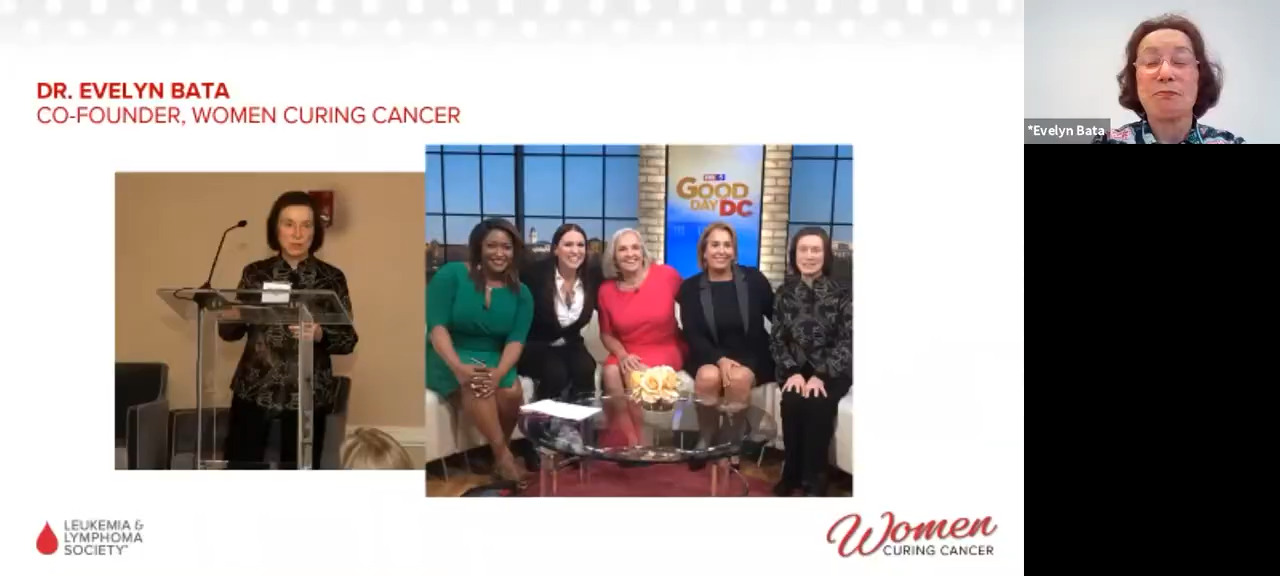 DR. EVELYN BATA
CO-FOUNDER, WOMEN CURING CANCER
*Evelyn Bata
GOOD
DAY DC
LEUKEMIA &
LYMPHOMA
SOCIETY
Women
CURING CANCER